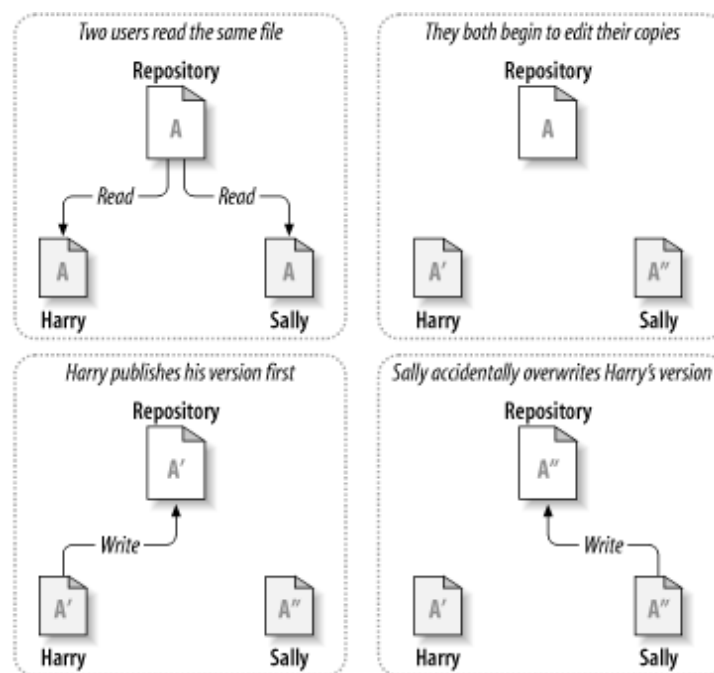 Two users read the same file
Repository
A
Read
Read
A
A
Harry
Sally
They both begin to edit their copies
Repository
A
A′
A″
Harry
Sally
Harry publishes his version first
Repository
A′
Write
A′
A″
Harry
Sally
Sally accidentally overwrites Harry’s version
Repository
A″
Write
A′
A″
Harry
Sally